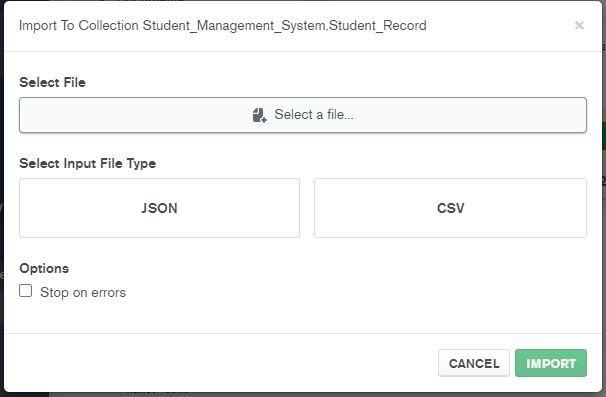 Import To Collection Student_Management_System.Student_Record
×
Select File
Select a file...
Select Input File Type
JSON
CSV
Options
Stop on errors
CANCEL
IMPORT